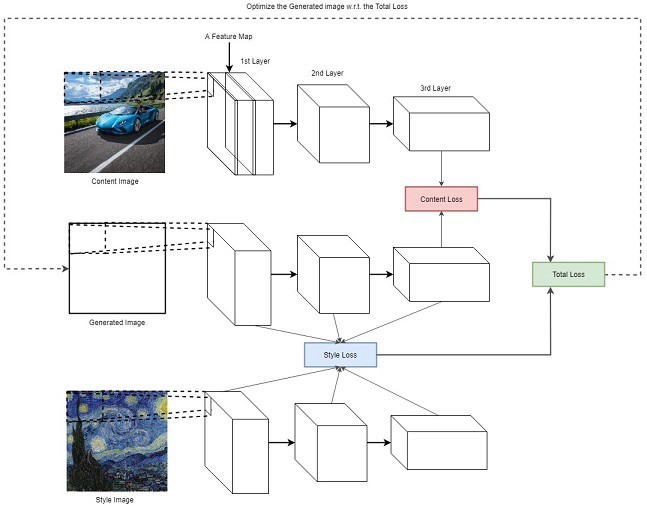 Optimize the Generated image w.r.t. the Total Loss
A Feature Map
1st Layer
2nd Layer
3rd Layer
Content Image
Content Loss
Total Loss
Generated Image
Style Loss
Style Image